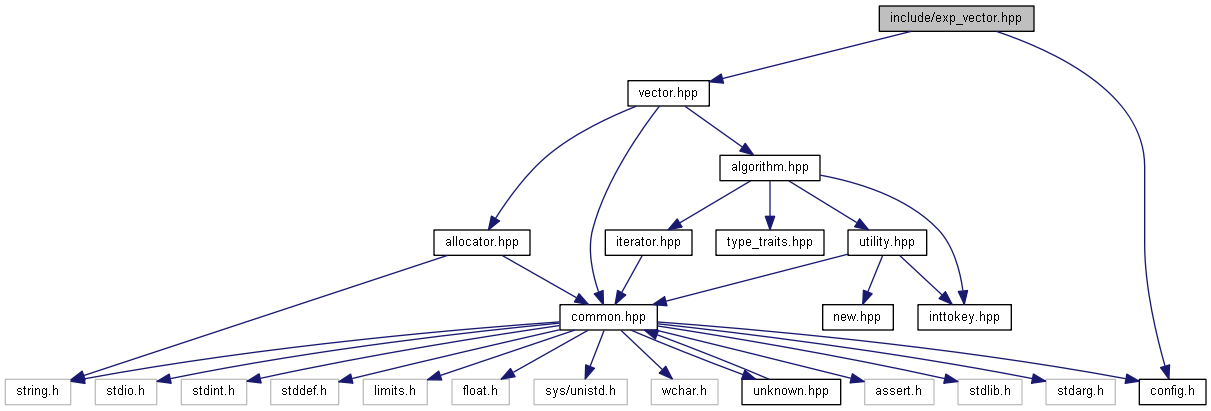 include/exp_vector.hpp
vector.hpp
algorithm.hpp
allocator.hpp
iterator.hpp
type_traits.hpp
utility.hpp
common.hpp
new.hpp
inttokey.hpp
string.h
stdio.h
stdint.h
stddef.h
limits.h
float.h
sys/unistd.h
wchar.h
unknown.hpp
assert.h
stdlib.h
stdarg.h
config.h